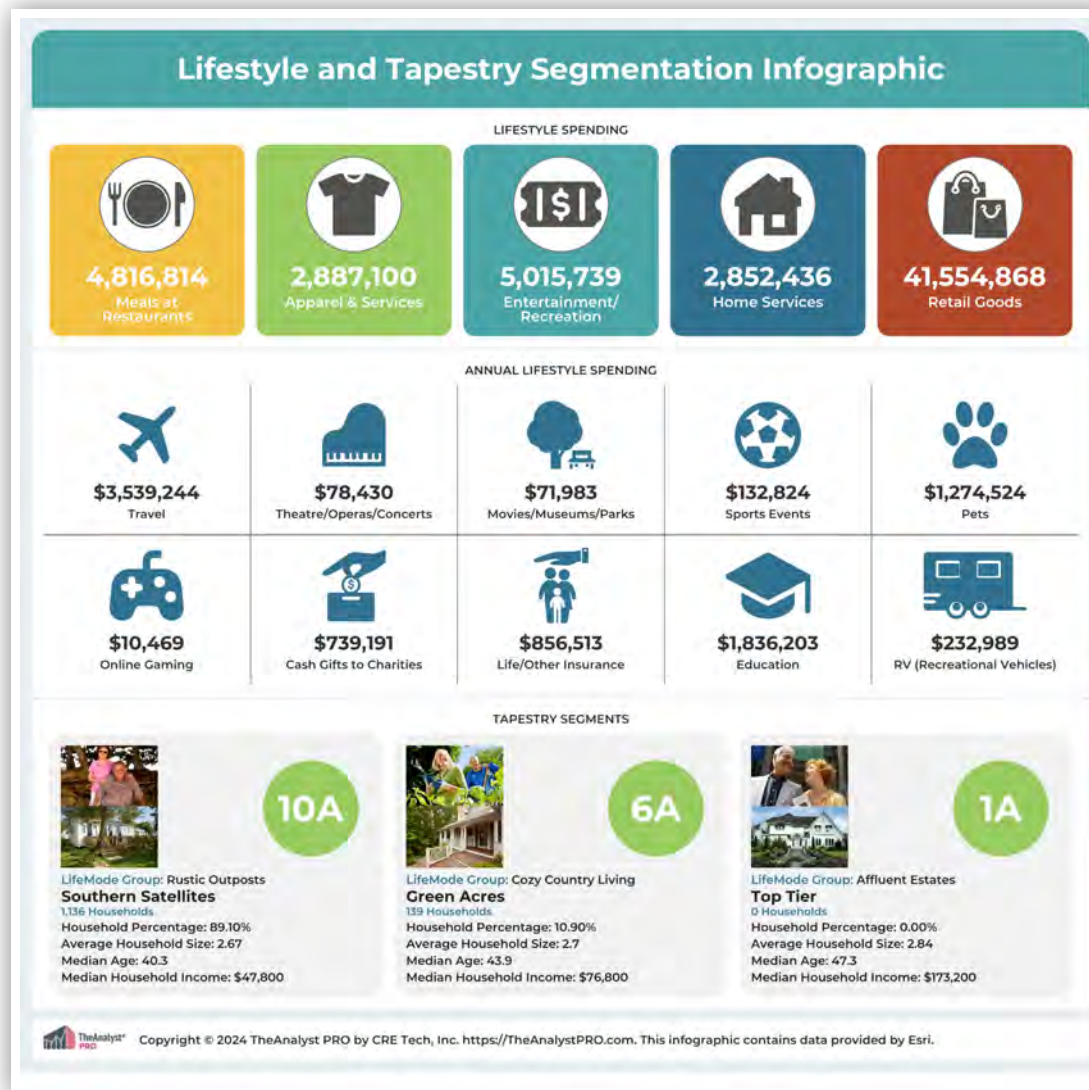 Lifestyle and Tapestry Segmentation Infographic
LIFESTYLE SPENDING
4,816,814
Meals at
Restaurants
2,887,100
Apparel & Services
$
5,015,739
Entertainment/
Recreation
2,852,436
Home Services
41,554,868
Retail Goods
ANNUAL LIFESTYLE SPENDING
$3,539,244
Travel
$78,430
Theatre/Operas/Concerts
$71,983
Movies/Museums/Parks
$132,824
Sports Events
$1,274,524
Pets
$10,469
Online Gaming
$
$739,191
Cash Gifts to Charities
$856,513
Life/Other Insurance
$1,836,203
Education
$232,989
RV (Recreational Vehicles)
TAPESTRY SEGMENTS
10A
LifeMode Group: Rustic Outposts
Southern Satellites
1,136 Households
Household Percentage: 89.10%
Average Household Size: 2.67
Median Age: 40.3
Median Household Income: $47,800
6A
LifeMode Group: Cozy Country Living
Green Acres
139 Households
Household Percentage: 10.90%
Average Household Size: 2.7
Median Age: 43.9
Median Household Income: $76,800
1A
LifeMode Group: Affluent Estates
Top Tier
0 Households
Household Percentage: 0.00%
Average Household Size: 2.84
Median Age: 47.3
Median Household Income: $173,200
TheAnalyst®
PRO
Copyright © 2024 TheAnalyst PRO by CRE Tech, Inc. https://TheAnalystPRO.com. This infographic contains data provided by Esri.